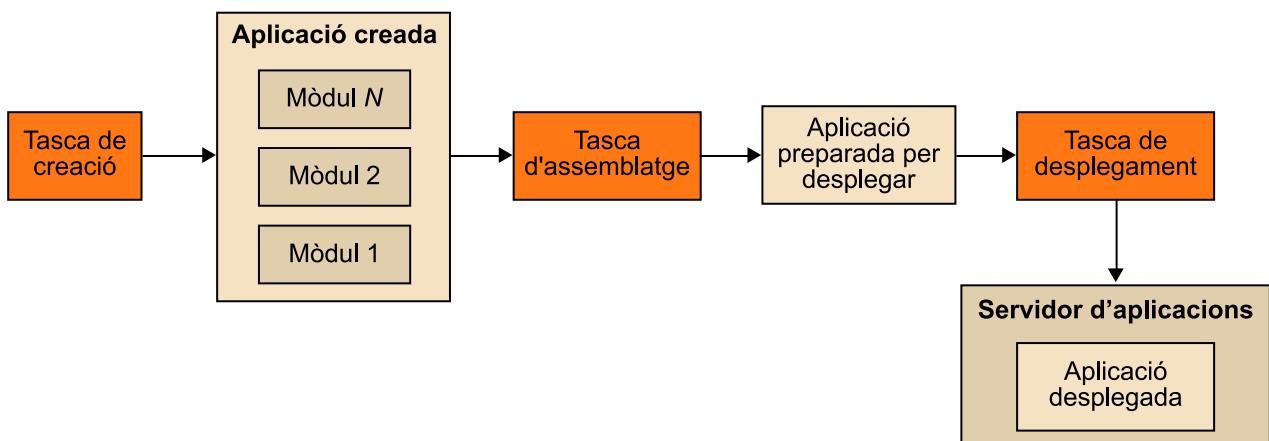 Tasca de
creació
Aplicació creada
Mòdul N
Mòdul 2
Mòdul 1
Tasca
d'assemblatge
Aplicació
preparada per
desplegar
Tasca de
desplegament
Servidor d’aplicacions
Aplicació
desplegada